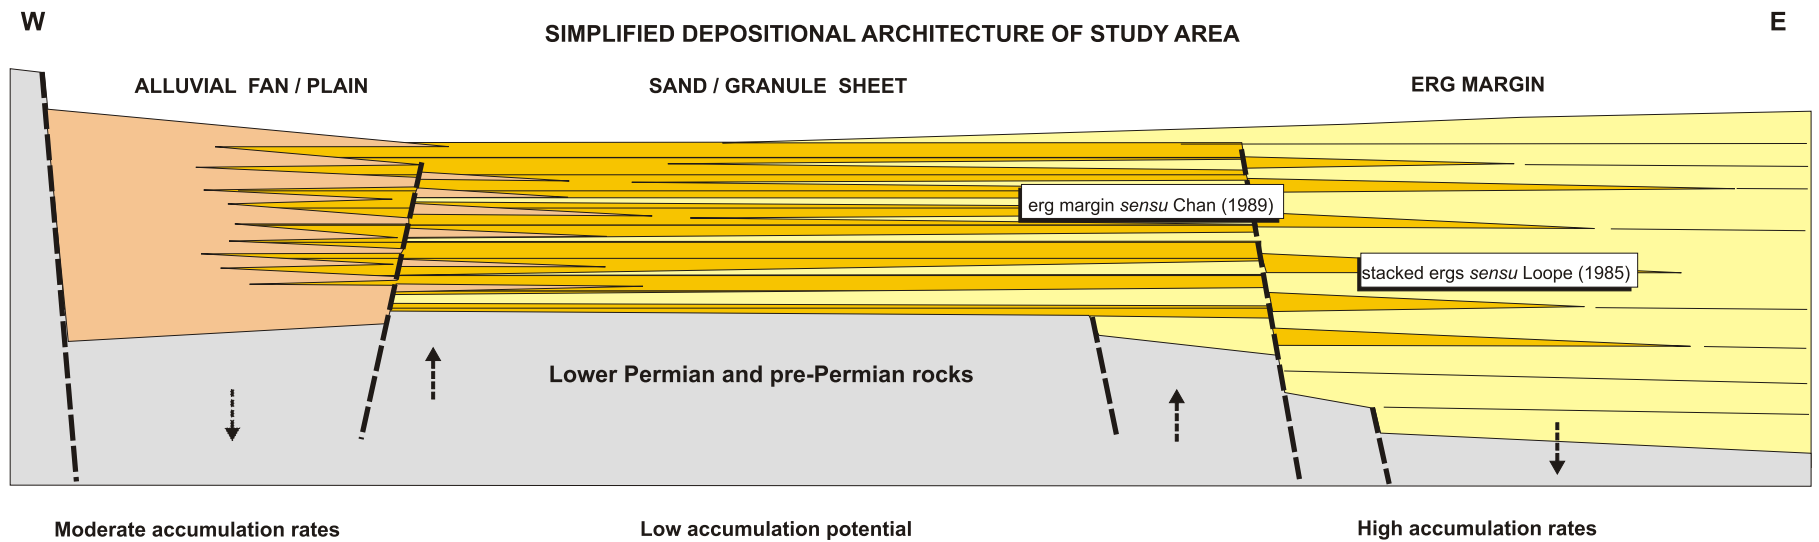 W
E
SIMPLIFIED DEPOSITIONAL ARCHITECTURE OF STUDY AREA
ALLUVIAL FAN / PLAIN
SAND / GRANULE SHEET
ERG MARGIN
erg margin sensu Chan (1989)
stacked ergs sensu Loope (1985)
Lower Permian and pre-Permian rocks
Moderate accumulation rates
Low accumulation potential
High accumulation rates